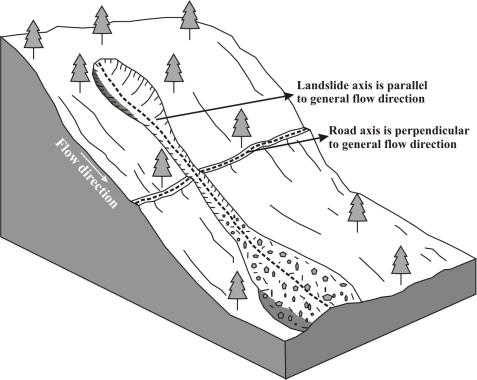 Landslide axis is parallel
to general flow direction
Road axis is perpendicular
to general flow direction
Flow direction